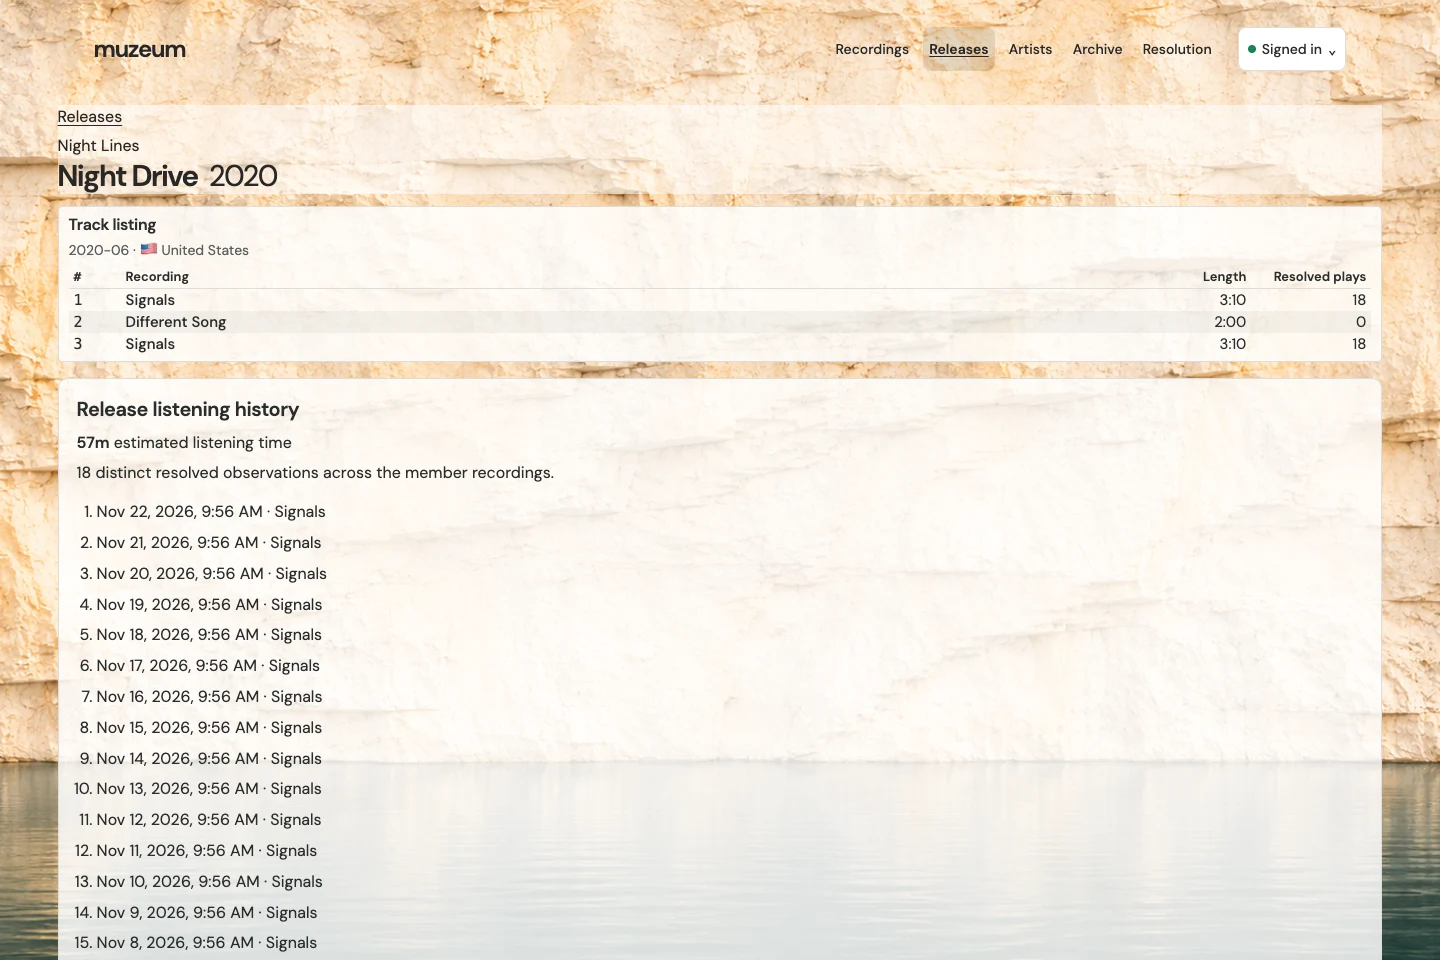 muzeum
Recordings Releases Artists Archive Resolution Signed in
Releases
Night Lines
Night Drive 2020
Track listing
2020-06 · 🇺🇸 United States
# Recording Length Resolved plays
1 Signals 3:10 18
2 Different Song 2:00 0
3 Signals 3:10 18
Release listening history
57m estimated listening time
18 distinct resolved observations across the member recordings.
1. Nov 22, 2026, 9:56 AM · Signals
2. Nov 21, 2026, 9:56 AM · Signals
3. Nov 20, 2026, 9:56 AM · Signals
4. Nov 19, 2026, 9:56 AM · Signals
5. Nov 18, 2026, 9:56 AM · Signals
6. Nov 17, 2026, 9:56 AM · Signals
7. Nov 16, 2026, 9:56 AM · Signals
8. Nov 15, 2026, 9:56 AM · Signals
9. Nov 14, 2026, 9:56 AM · Signals
10. Nov 13, 2026, 9:56 AM · Signals
11. Nov 12, 2026, 9:56 AM · Signals
12. Nov 11, 2026, 9:56 AM · Signals
13. Nov 10, 2026, 9:56 AM · Signals
14. Nov 9, 2026, 9:56 AM · Signals
15. Nov 8, 2026, 9:56 AM · Signals